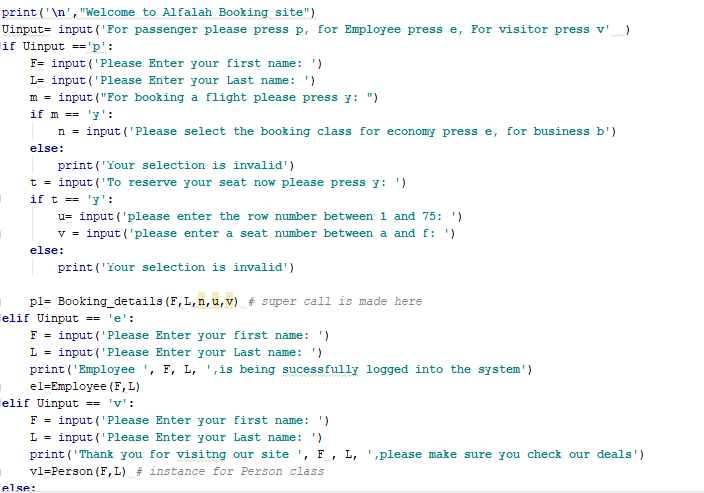 print('\n',"Welcome to Alfalah Booking site")
Uinput= input('For passenger please press p, for Employee press e, For visitor press v'  )
if Uinput =='p':
    F= input('Please Enter your first name: ')
    L= input('Please Enter your Last name: ')
    m = input("For booking a flight please press y: ")
    if m == 'y':
        n = input('Please select the booking class for economy press e, for business b')
    else:
        print('Your selection is invalid')
    t = input('To reserve your seat now please press y: ')
    if t == 'y':
        u= input('please enter the row number between 1 and 75: ')
        v = input('please enter a seat number between a and f: ')
    else:
        print('Your selection is invalid')
    p1= Booking_details(F,L,n,u,v) # super call is made here
elif Uinput == 'e':
    F = input('Please Enter your first name: ')
    L = input('Please Enter your Last name: ')
    print('Employee ', F, L, ',is being sucessfully logged into the system')
    e1=Employee(F,L)
elif Uinput == 'v':
    F = input('Please Enter your first name: ')
    L = input('Please Enter your Last name: ')
    print('Thank you for visitng our site ', F , L, ',please make sure you check our deals')
    v1=Person(F,L) # instance for Person class
else: